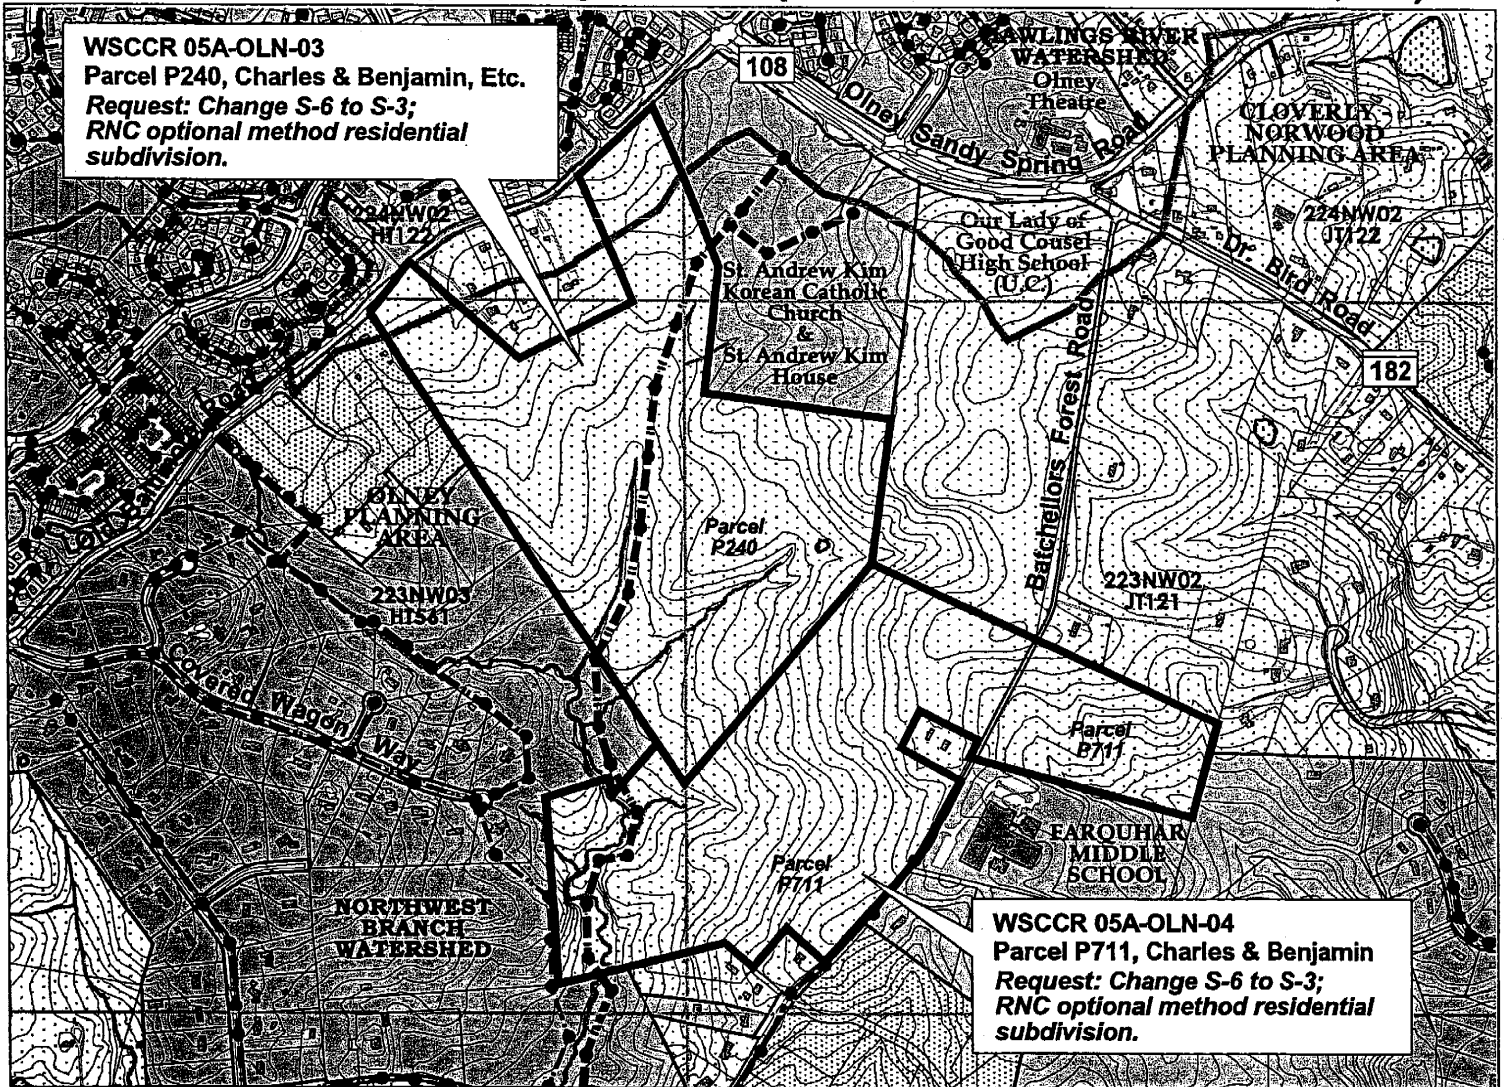 WSCCR 05A-OLN-03
Parcel P240, Charles & Benjamin, Etc.
Request: Change S-6 to S-3;
RNC optional method residential
subdivision.
108
WATERSHED
Olney
Theatre
Olney Sandy Spring Road
CLOVERLY
NORWOOD
PLANNING AREA
224NW02
JT122
224NW02
HT122
Our Lady of
Good Cousel
High School
(U.C.)
Dr. Bird Road
182
St. Andrew Kim
Korean Catholic
Church
&
St. Andrew Kim
House
Batchellors Forest Road
OLNEY
PLANNING
AREA
Parcel
P240
223NW03
HT561
223NW02
JT121
Covered Wagon Way
Parcel
P711
FARQUHAR
MIDDLE
SCHOOL
Parcel
P711
NORTHWEST
BRANCH
WATERSHED
WSCCR 05A-OLN-04
Parcel P711, Charles & Benjamin
Request: Change S-6 to S-3;
RNC optional method residential
subdivision.